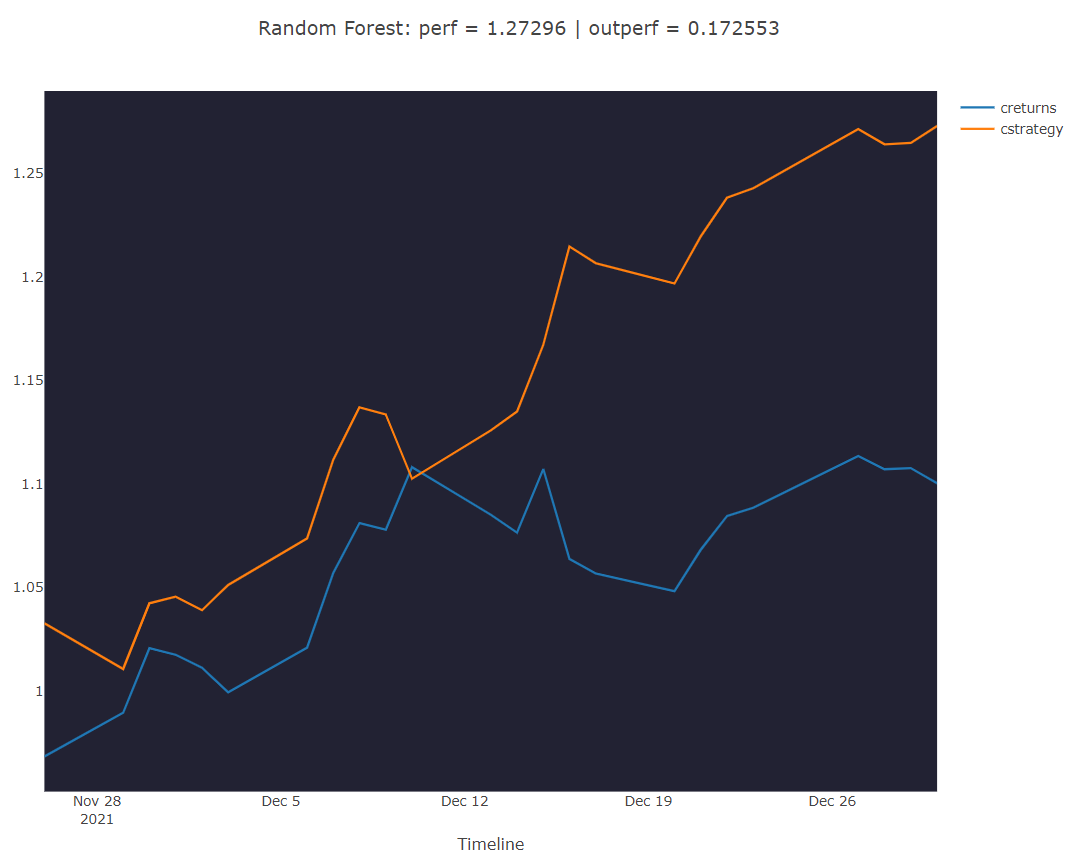 Random Forest: perf = 1.27296 | outperf = 0.172553
creturns
cstrategy
1.25
1.2
1.15
1.1
1.05
1
Nov 28
2021
Dec 5
Dec 12
Dec 19
Dec 26
Timeline